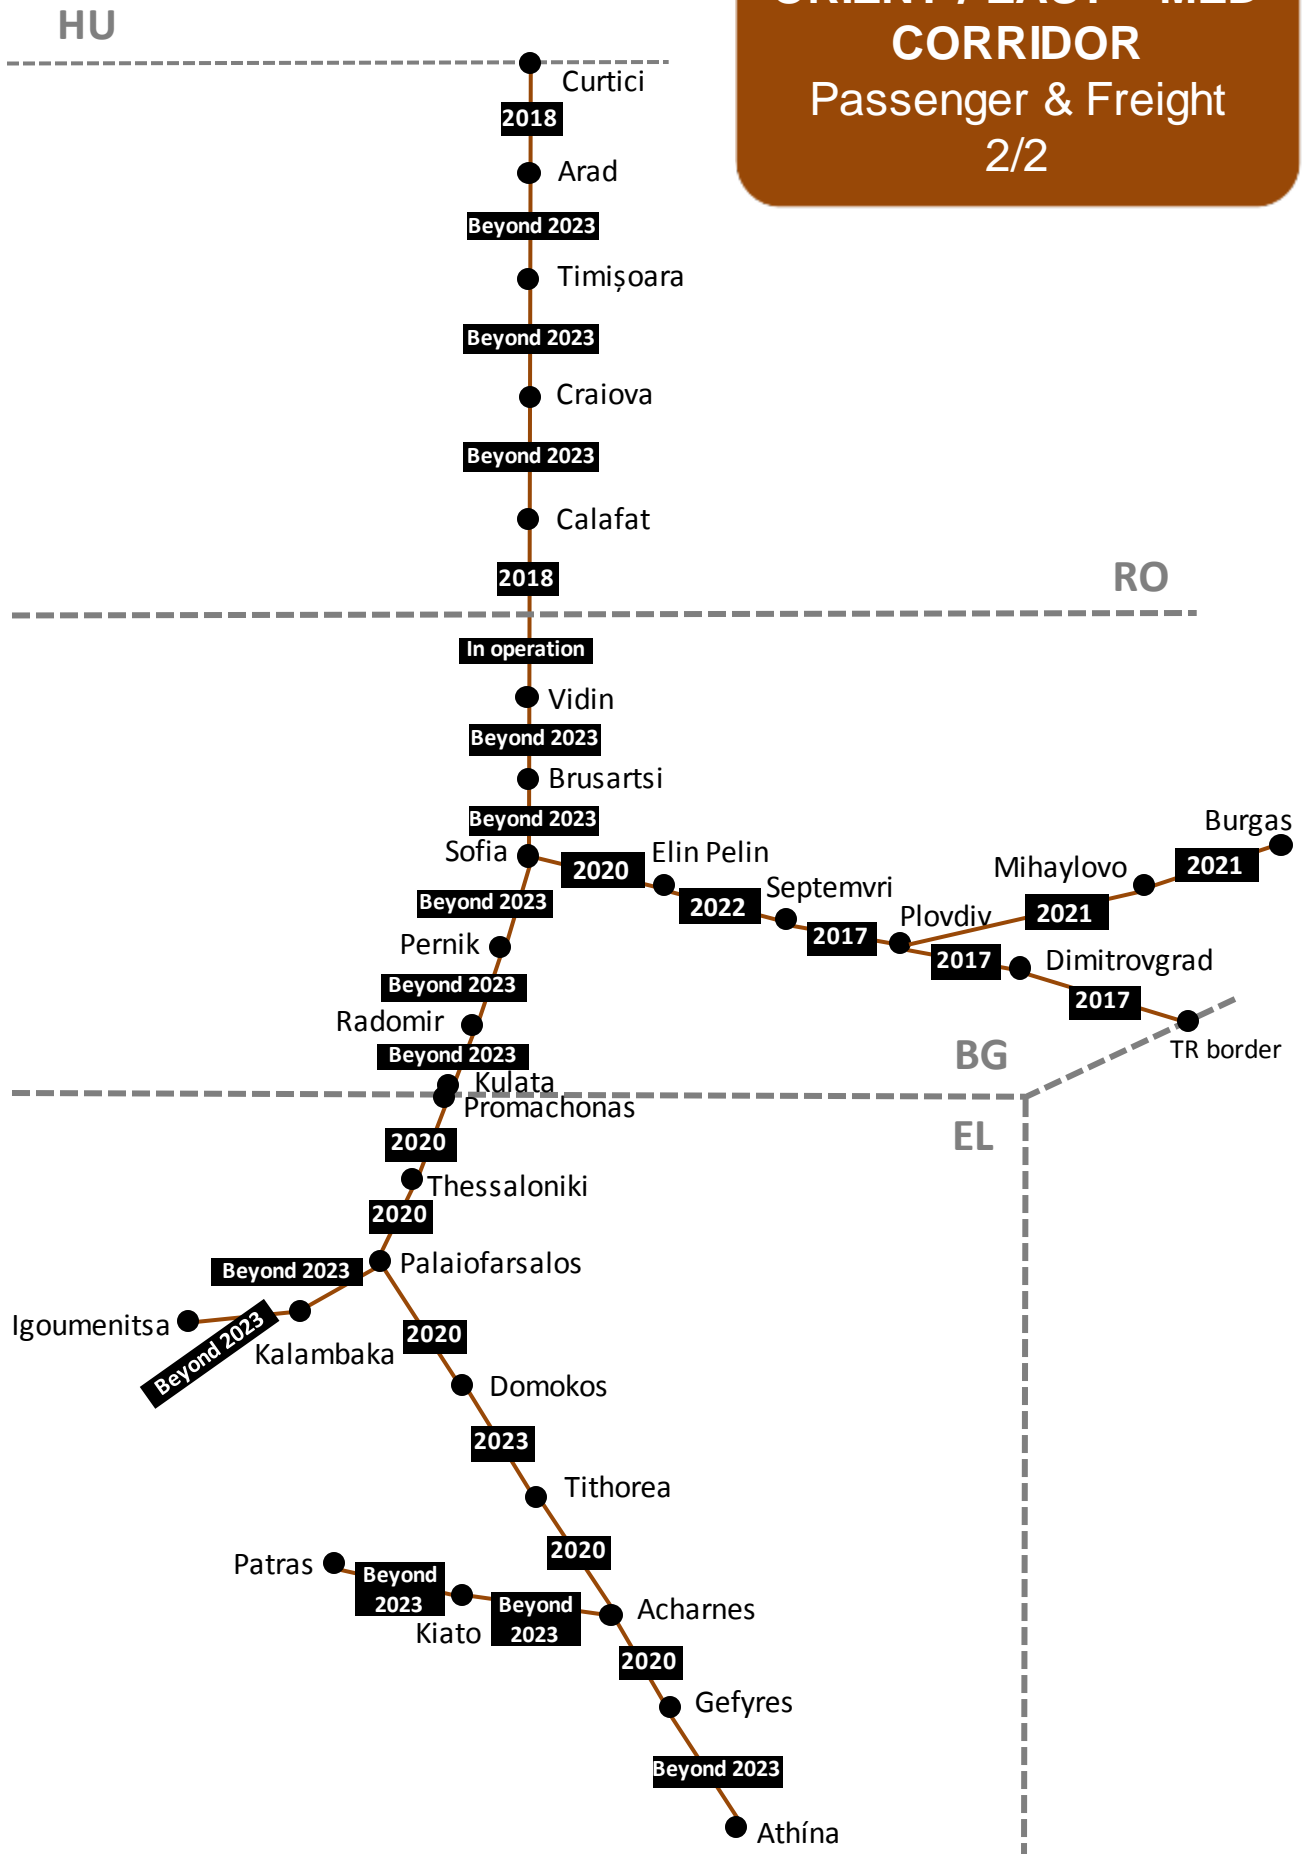 HU
CORRIDOR
Passenger & Freight
2/2
Curtici
2018
Arad
Beyond 2023
Timișoara
Beyond 2023
Craiova
Beyond 2023
Calafat
2018
RO
In operation
Vidin
Beyond 2023
Brusartsi
Beyond 2023
Sofia
2020
Elin Pelin
2022
Septemvri
2017
Plovdiv
2021
Mihaylovo
2021
Burgas
2017
Dimitrovgrad
2017
TR border
BG
Beyond 2023
Pernik
Beyond 2023
Radomir
Beyond 2023
Kulata
Promachonas
EL
2020
Thessaloniki
2020
Palaiofarsalos
Beyond 2023
Igoumenitsa
Beyond 2023
Kalambaka
2020
Domokos
2023
Tithorea
2020
Patras
Beyond
2023
Kiato
Beyond
2023
Acharnes
2020
Gefyres
Beyond 2023
Athína